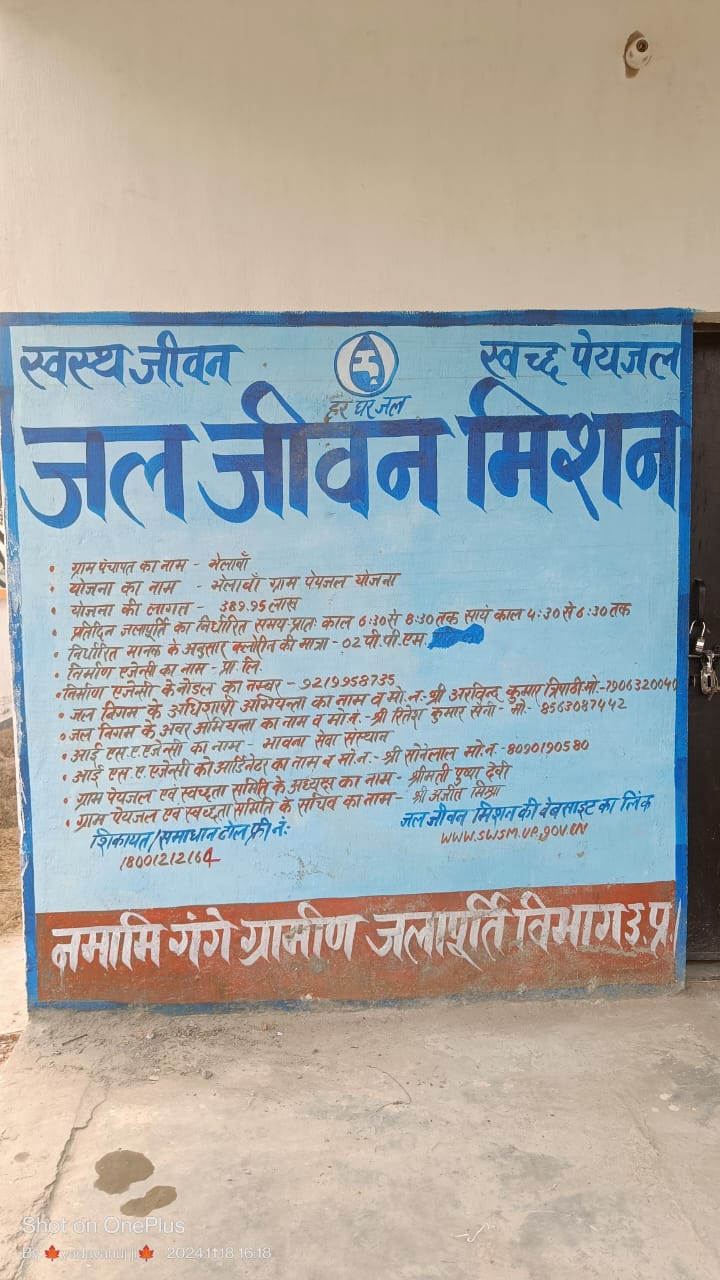 स्वस्थ जीवन
स्वच्छ पेयजल
हर घर जल
जल जीवन मिशन
• ग्राम पंचायत का नाम - भेलावाँ
• योजना का नाम - भेलावाँ ग्राम पेयजल योजना
• योजना की लागत - 389.95 लाख
• प्रतिदिन जलापूर्ति का निर्धारित समय प्रातः काल 6:30 से 8:30 तक सायं काल 4:30 से 6:30 तक
• निर्धारित मानक के अनुसार क्लोरिन की मात्रा - 02 पी.पी.एम
• निर्माण एजेन्सी का नाम - प्रा. लि.
• निर्माण एजेन्सी के नोडल का नम्बर - 9219958735
• जल निगम के अधिशाषी अभियन्ता का नाम व मो.न.- श्री अरविन्द कुमार त्रिपाठी मो.- 7906320040
• जल निगम के अवर अभियन्ता का नाम व मो.नं.- श्री रितेश कुमार सैनी - मो.- 8563087442
• आई एस.ए. एजेन्सी का नाम - भावना सेवा संस्थान
• आई एस.ए. एजेन्सी कोआर्डिनेटर का नाम व मो.न.- श्री सोनेलाल मो.न- 8090190580
• ग्राम पेयजल एवं स्वच्छता समिति के अध्यक्ष का नाम- श्रीमती पुष्पा देवी
• ग्राम पेयजल एवं स्वच्छता समिति के सचिव का नाम- श्री अजीत मिश्रा
शिकायत/समाधान टोल फ्री नं:
18001212164
जल जीवन मिशन की वेबसाइट का लिंक
WWW.SWSM.UP.GOV.IN
नमामि गंगे ग्रामीण जलापूर्ति विभाग उ.प्र.
Shot on OnePlus
By 🍁yadavanuj ji🍁 2024.11.18 16:18